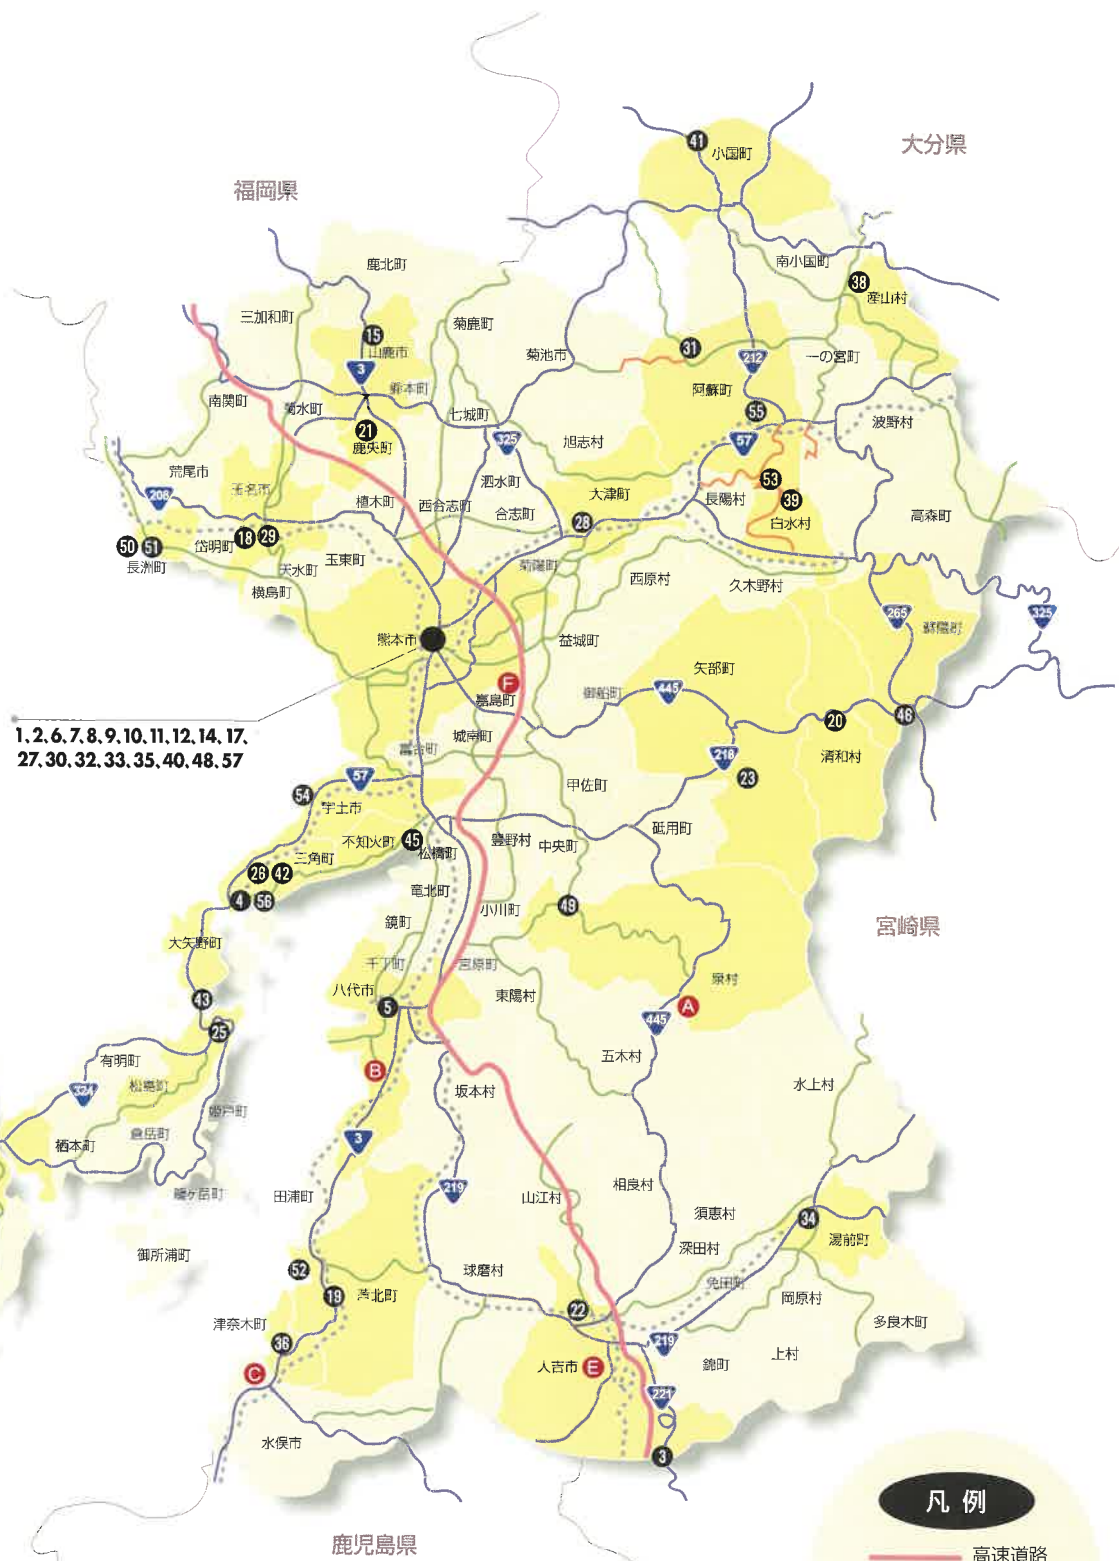 大分県
41
小国町
福岡県
鹿北町
南小国町
38
産山村
三加和町
菊鹿町
15
山鹿市
菊池市
31
212
一の宮町
3
阿蘇町
南関町
菊水町
鹿本町
七城町
55
波野村
21
鹿央町
325
旭志村
57
荒尾市
208
玉名市
植木町
泗水町
西合志町
合志町
大津町
長陽村
53
39
白水村
高森町
28
50
51
岱明町
18
29
長洲町
天水町
玉東町
横島町
菊陽町
西原村
久木野村
265
蘇陽町
325
熊本市
益城町
矢部町
F
嘉島町
御船町
445
46
20
1､2､6､7､8､9､10､11､12､14､17､
27､30､32､33､35､40､48､57
城南町
富合町
218
清和村
23
57
54
宇土市
甲佐町
不知火町
45
松橋町
豊野村
中央町
砥用町
三角町
26
42
4
56
竜北町
小川町
49
鏡町
宮崎県
大矢野町
千丁町
宮原町
八代市
東陽村
泉村
43
5
A
25
445
有明町
五木村
松島町
B
324
坂本村
水上村
姫戸町
倉岳町
3
栖本町
龍ヶ岳町
田浦町
219
山江村
相良村
須恵村
34
湯前町
御所浦町
深田村
52
球磨村
免田町
19
芦北町
22
岡原村
多良木町
津奈木町
36
219
C
人吉市
E
錦町
上村
221
水俣市
3
凡例
鹿児島県
高速道路